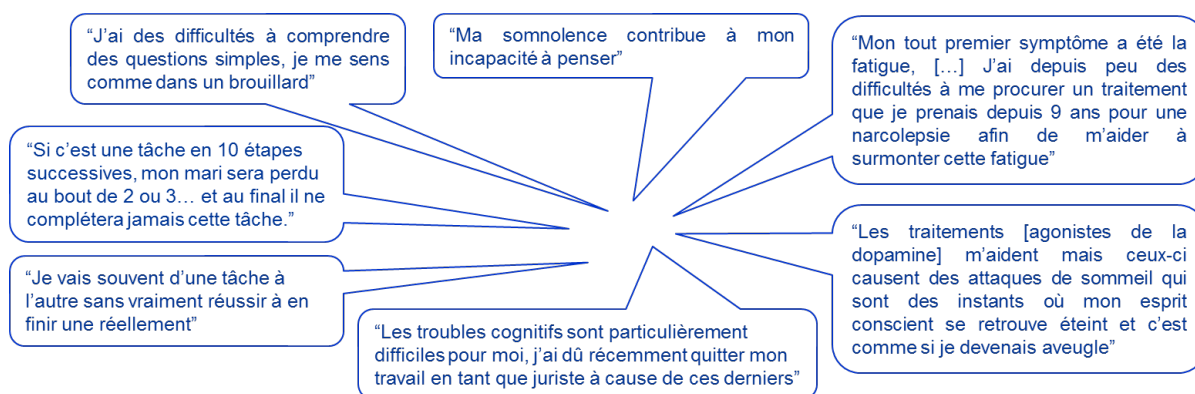 “J’ai des difficultés à comprendre
des questions simples, je me sens
comme dans un brouillard”
“Ma somnolence contribue à mon
incapacité à penser”
“Mon tout premier symptôme a été la
fatigue, […] J’ai depuis peu des
difficultés à me procurer un traitement
que je prenais depuis 9 ans pour une
narcolepsie afin de m’aider à
surmonter cette fatigue”
“Si c’est une tâche en 10 étapes
successives, mon mari sera perdu
au bout de 2 ou 3… et au final il ne
complétera jamais cette tâche.”
“Les traitements [agonistes de la
dopamine] m’aident mais ceux-ci
causent des attaques de sommeil qui
sont des instants où mon esprit
conscient se retrouve éteint et c’est
comme si je devenais aveugle”
“Je vais souvent d’une tâche à
l’autre sans vraiment réussir à en
finir une réellement”
“Les troubles cognitifs sont particulièrement
difficiles pour moi, j’ai dû récemment quitter mon
travail en tant que juriste à cause de ces derniers”